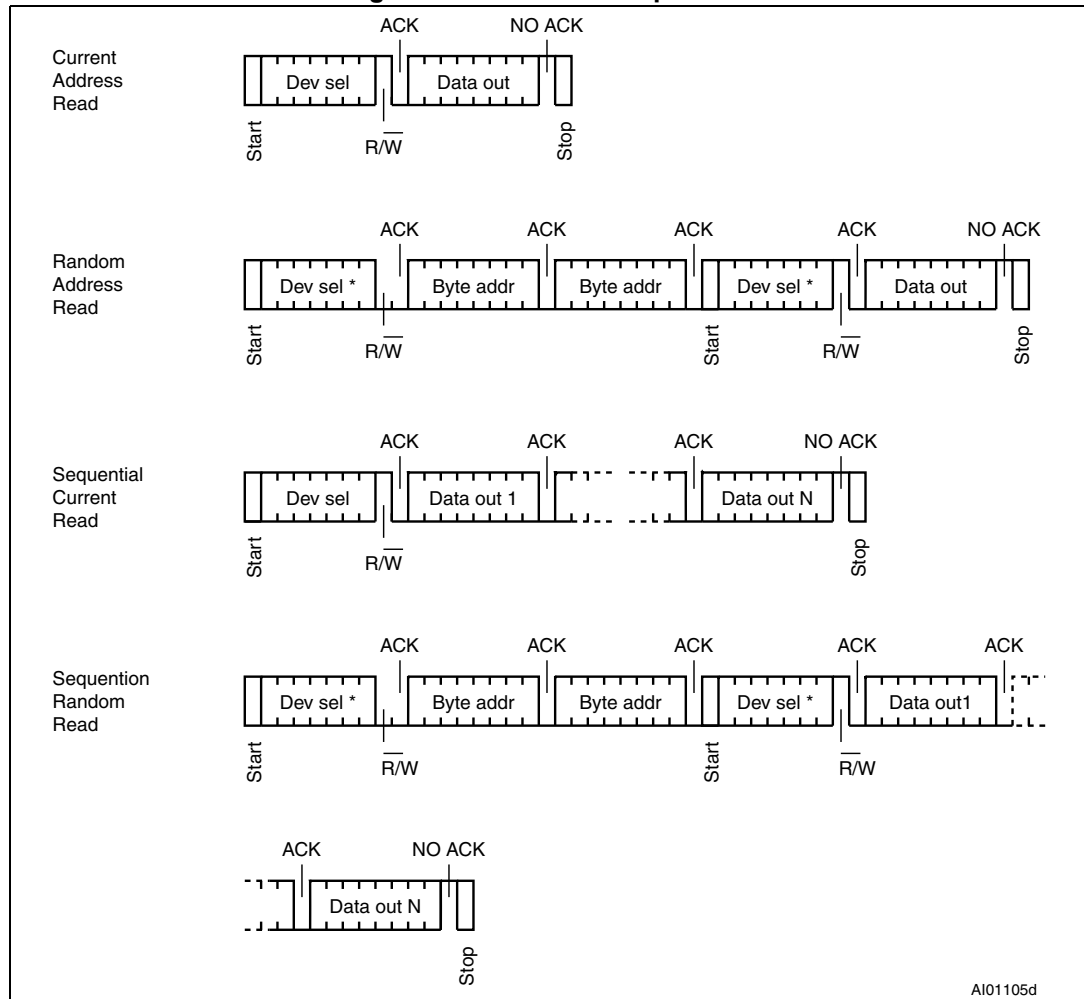 ACK NO ACK
Current
Address
Read
Dev sel Data out
Start R/W̅ Stop
ACK ACK ACK ACK NO ACK
Random
Address
Read
Dev sel * Byte addr Byte addr Dev sel * Data out
Start R/W̅ Start R/W̅ Stop
ACK ACK ACK NO ACK
Sequential
Current
Read
Dev sel Data out 1 Data out N
Start R/W̅ Stop
ACK ACK ACK ACK ACK
Sequention
Random
Read
Dev sel * Byte addr Byte addr Dev sel * Data out1
Start R̅/W Start R̅/W
ACK NO ACK
Data out N
Stop
AI01105d